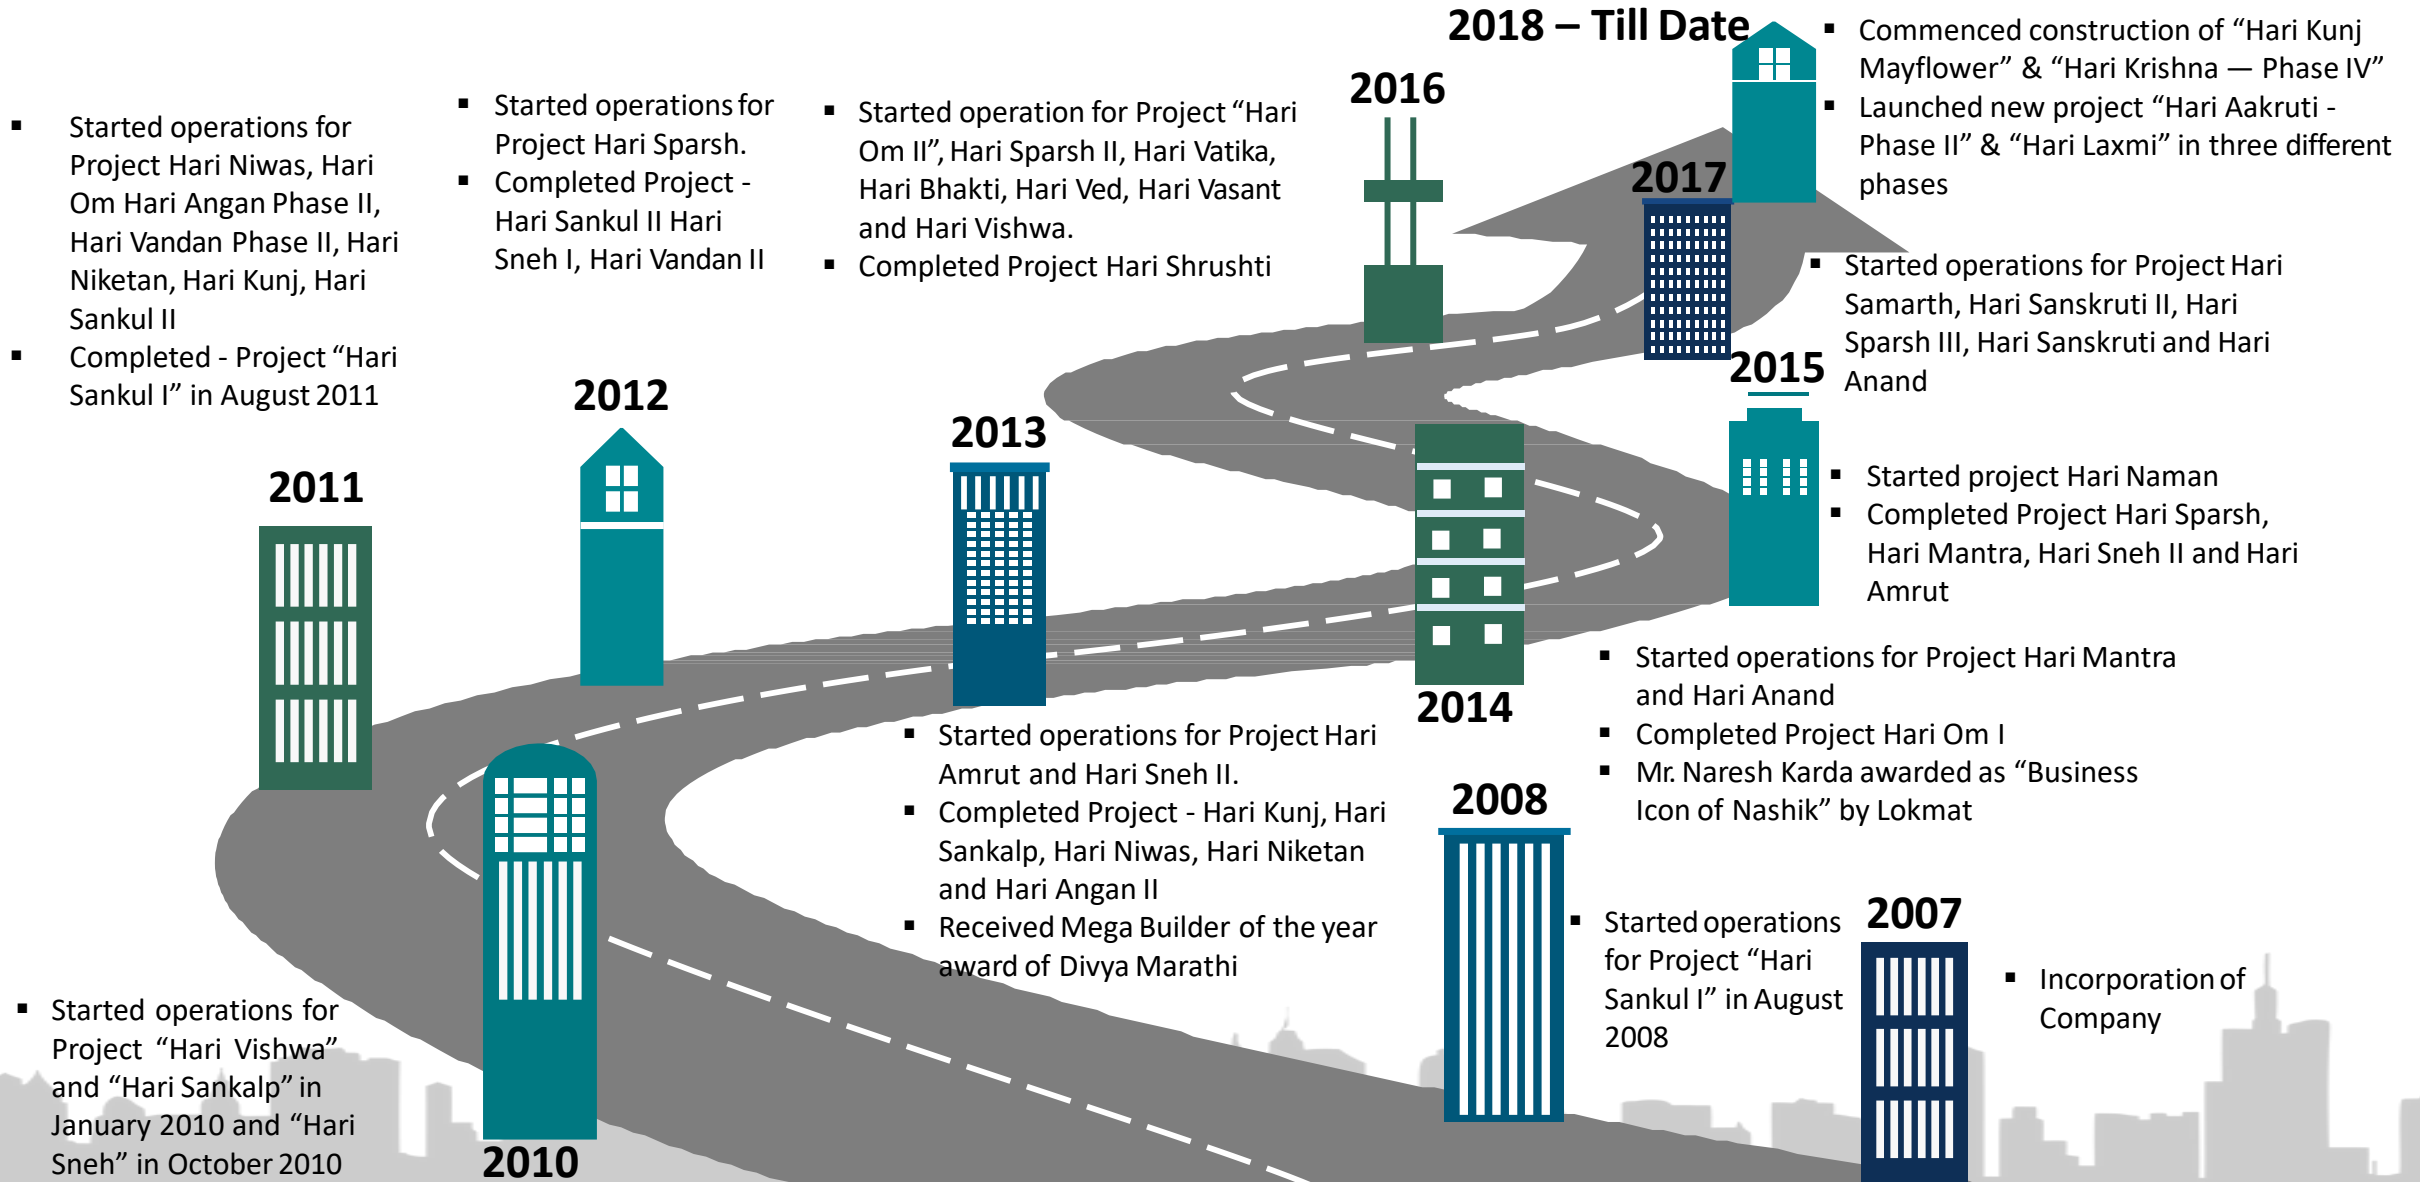 2018 – Till Date
▪ Commenced construction of “Hari Kunj
Mayflower” & “Hari Krishna — Phase IV”
▪ Launched new project “Hari Aakruti -
Phase II” & “Hari Laxmi” in three different
phases
2016
▪ Started operations for
Project Hari Niwas, Hari
Om Hari Angan Phase II,
Hari Vandan Phase II, Hari
Niketan, Hari Kunj, Hari
Sankul II
▪ Completed - Project “Hari
Sankul I” in August 2011
▪ Started operations for
Project Hari Sparsh.
▪ Completed Project -
Hari Sankul II Hari
Sneh I, Hari Vandan II
▪ Started operation for Project “Hari
Om II”, Hari Sparsh II, Hari Vatika,
Hari Bhakti, Hari Ved, Hari Vasant
and Hari Vishwa.
▪ Completed Project Hari Shrushti
2017
▪ Started operations for Project Hari
Samarth, Hari Sanskruti II, Hari
Sparsh III, Hari Sanskruti and Hari
Anand
2015
2012
2013
2011
▪ Started project Hari Naman
▪ Completed Project Hari Sparsh,
Hari Mantra, Hari Sneh II and Hari
Amrut
2014
▪ Started operations for Project Hari Mantra
and Hari Anand
▪ Completed Project Hari Om I
▪ Mr. Naresh Karda awarded as “Business
Icon of Nashik” by Lokmat
▪ Started operations for Project Hari
Amrut and Hari Sneh II.
▪ Completed Project - Hari Kunj, Hari
Sankalp, Hari Niwas, Hari Niketan
and Hari Angan II
▪ Received Mega Builder of the year
award of Divya Marathi
2008
▪ Started operations
for Project “Hari
Sankul I” in August
2008
2007
▪ Incorporation of
Company
▪ Started operations for
Project “Hari Vishwa”
and “Hari Sankalp” in
January 2010 and “Hari
Sneh” in October 2010
2010